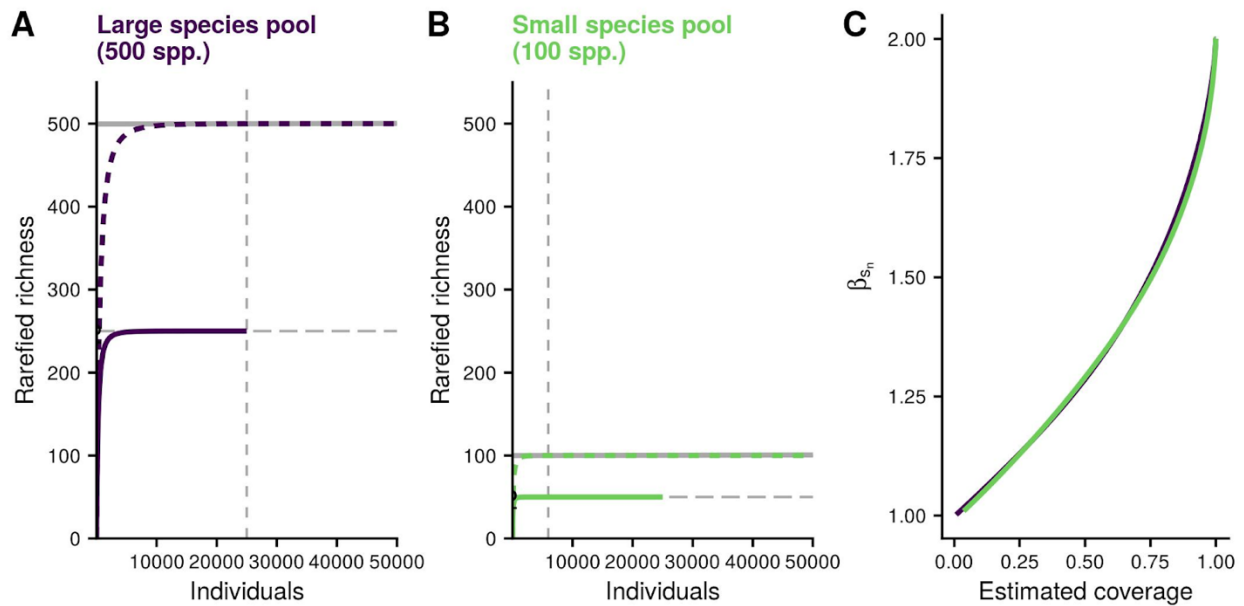 A
Large species pool
(500 spp.)
Rarefied richness
500
400
300
200
100
0
10000 20000 30000 40000 50000
Individuals
B
Small species pool
(100 spp.)
Rarefied richness
500
400
300
200
100
0
10000 20000 30000 40000 50000
Individuals
C
βsₙ
2.00
1.75
1.50
1.25
1.00
0.00 0.25 0.50 0.75 1.00
Estimated coverage